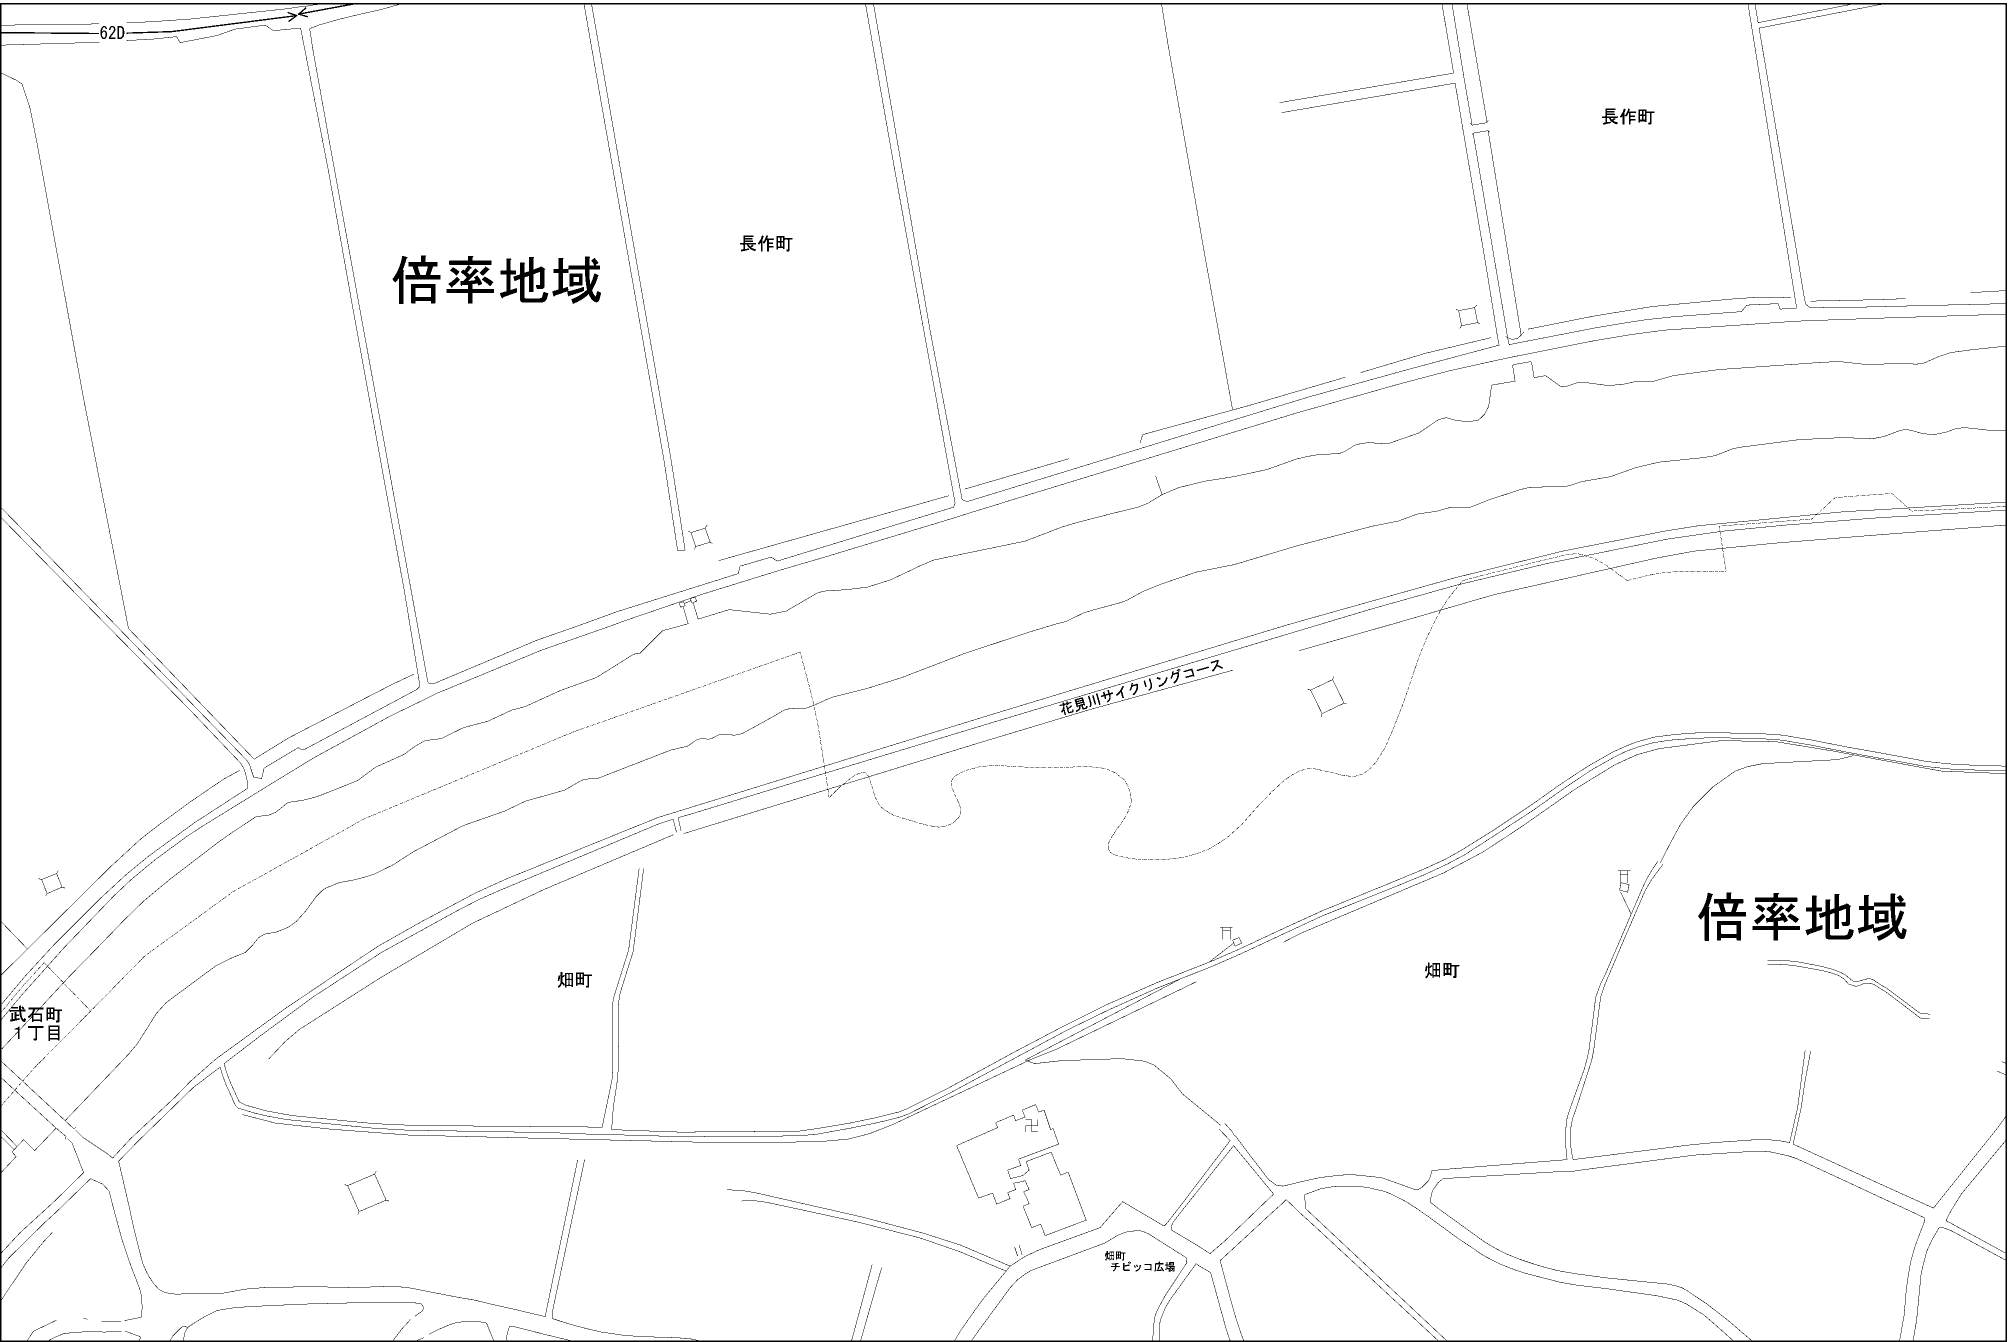 62D
長作町
長作町
倍率地域
花見川サイクリングコース
倍率地域
畑町
畑町
武石町
1丁目
畑町
チビッコ広場